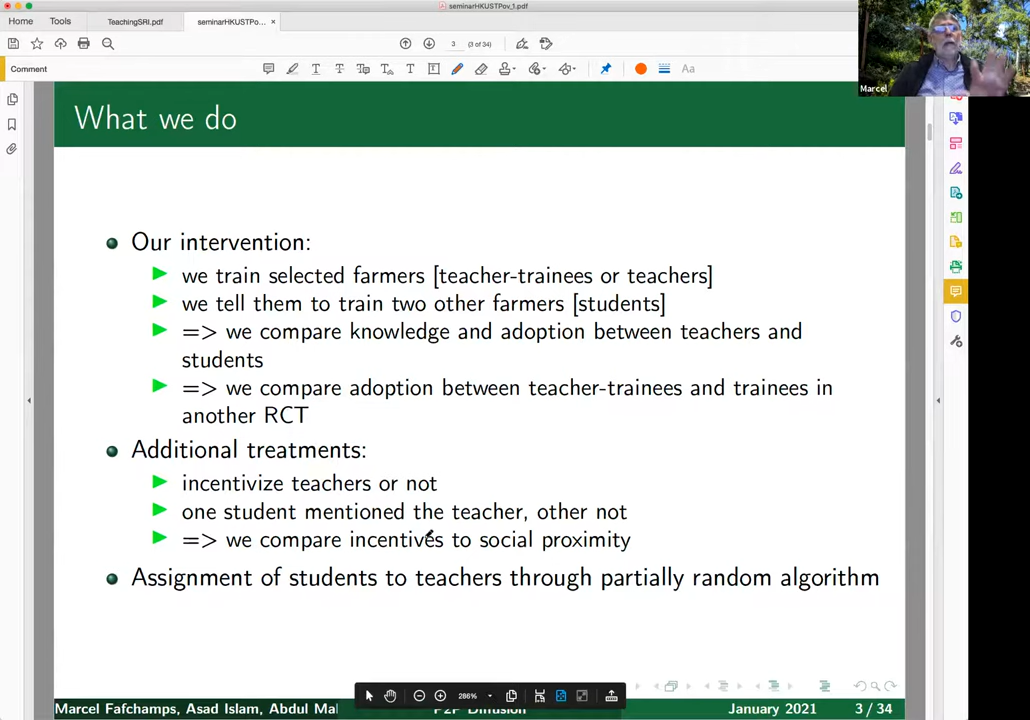 seminarHKUSTPov_1.pdf
Home
Tools
TeachingSRI.pdf
seminarHKUSTPo... ×
3 (3 of 34)
Comment
Aa
Marcel
What we do
Our intervention:
we train selected farmers [teacher-trainees or teachers]
we tell them to train two other farmers [students]
=> we compare knowledge and adoption between teachers and
students
=> we compare adoption between teacher-trainees and trainees in
another RCT
Additional treatments:
incentivize teachers or not
one student mentioned the teacher, other not
=> we compare incentives to social proximity
Assignment of students to teachers through partially random algorithm
286%
Marcel Fafchamps, Asad Islam, Abdul Mal
P2P Diffusion
January 2021
3 / 34